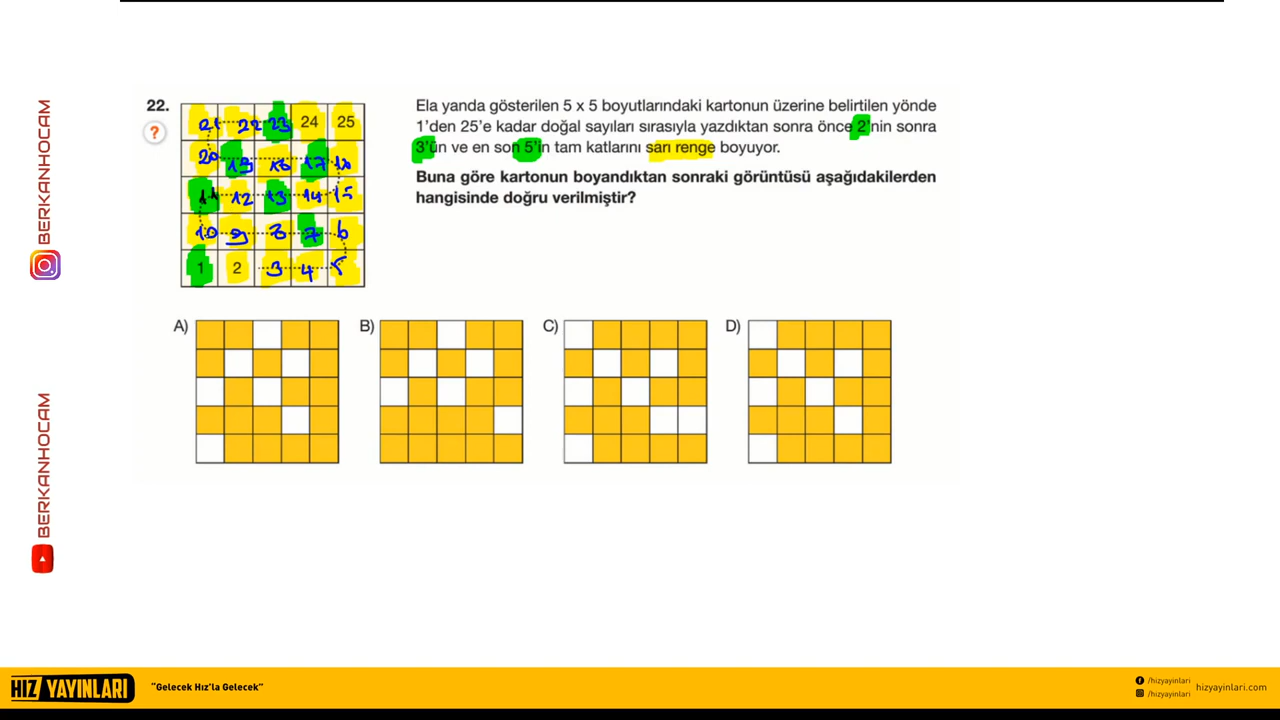 22.
?
21 22 23 24 25
20 19 18 17 16
11 12 13 14 15
10 9 8 7 6
1 2 3 4 5
Ela yanda gösterilen 5 x 5 boyutlarındaki kartonun üzerine belirtilen yönde
1'den 25'e kadar doğal sayıları sırasıyla yazdıktan sonra önce 2'nin sonra
3'ün ve en son 5'in tam katlarını sarı renge boyuyor.
Buna göre kartonun boyandıktan sonraki görüntüsü aşağıdakilerden
hangisinde doğru verilmiştir?
A)
B)
C)
D)
BERKANHOCAM
BERKANHOCAM
HIZ YAYINLARI
"Gelecek Hız'la Gelecek"
/hizyayinlari
/hizyayinlari
hizyayinlari.com